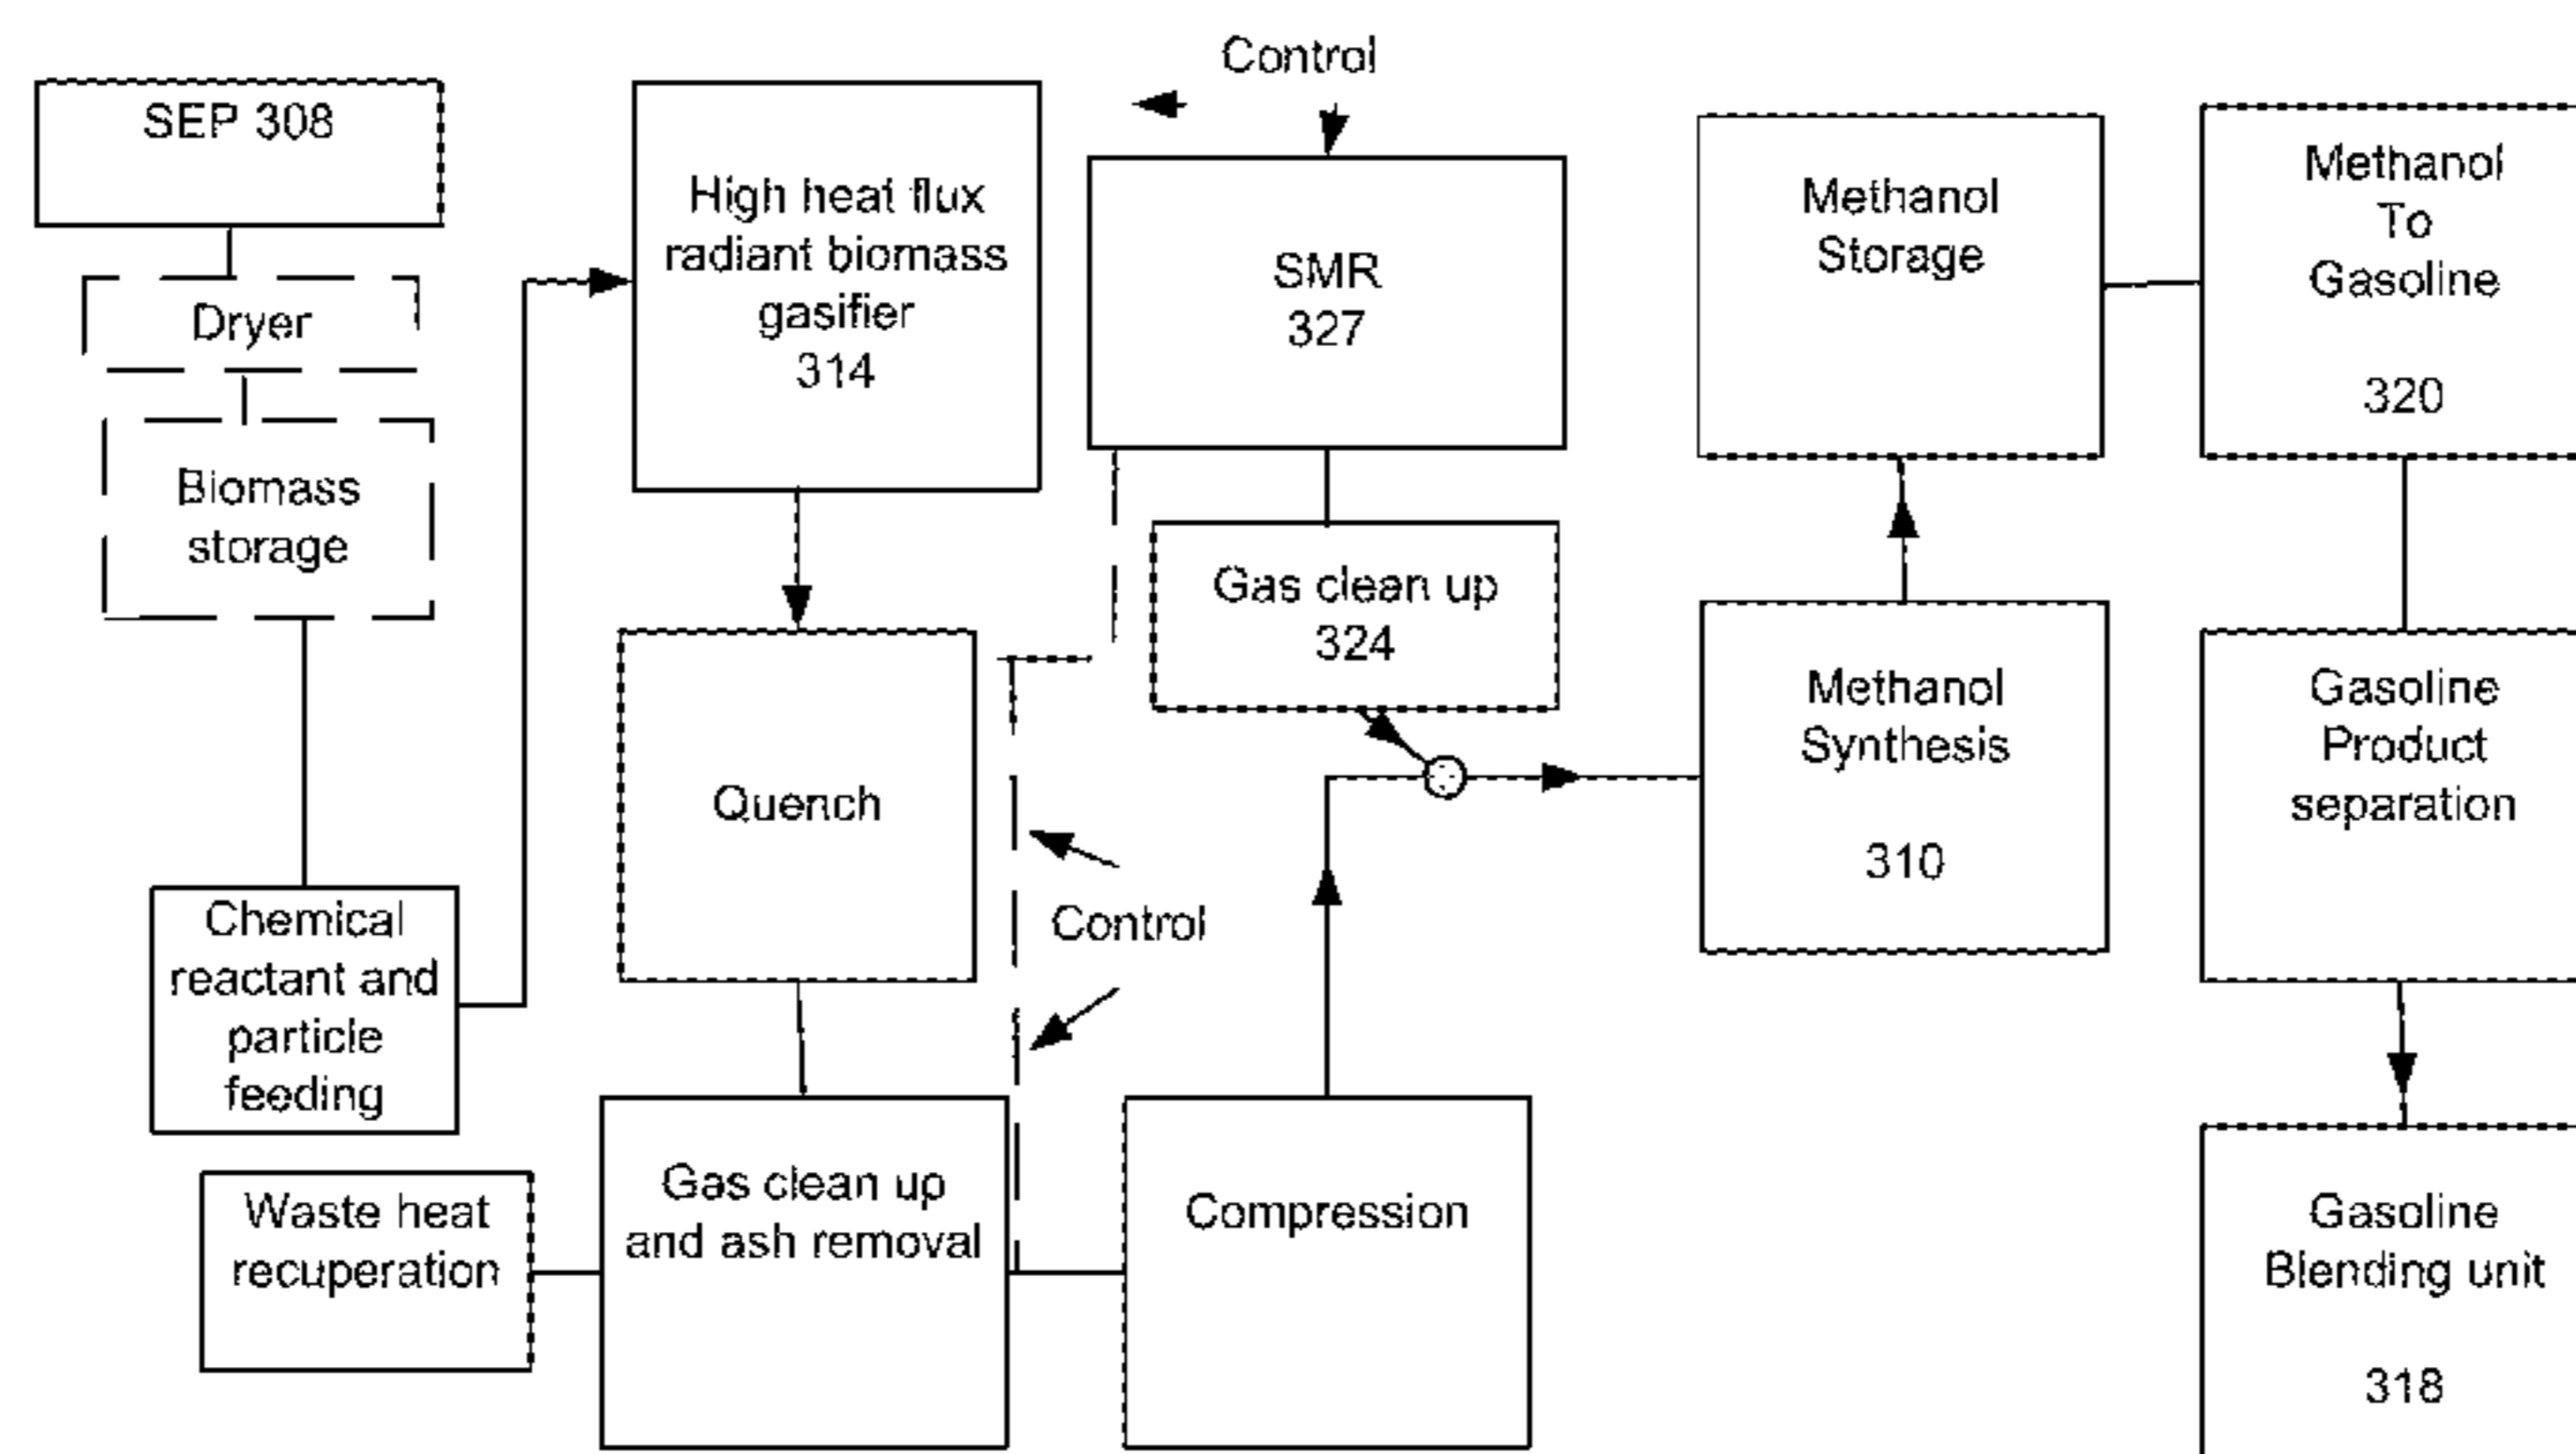 Control
SEP 308
Dryer
Biomass
storage
Chemical
reactant and
particle
feeding
Waste heat
recuperation
High heat flux
radiant biomass
gasifier
314
Quench
Gas clean up
and ash removal
SMR
327
Gas clean up
324
Control
Compression
Methanol
Storage
Methanol
Synthesis
310
Methanol
To
Gasoline
320
Gasoline
Product
separation
Gasoline
Blending unit
318